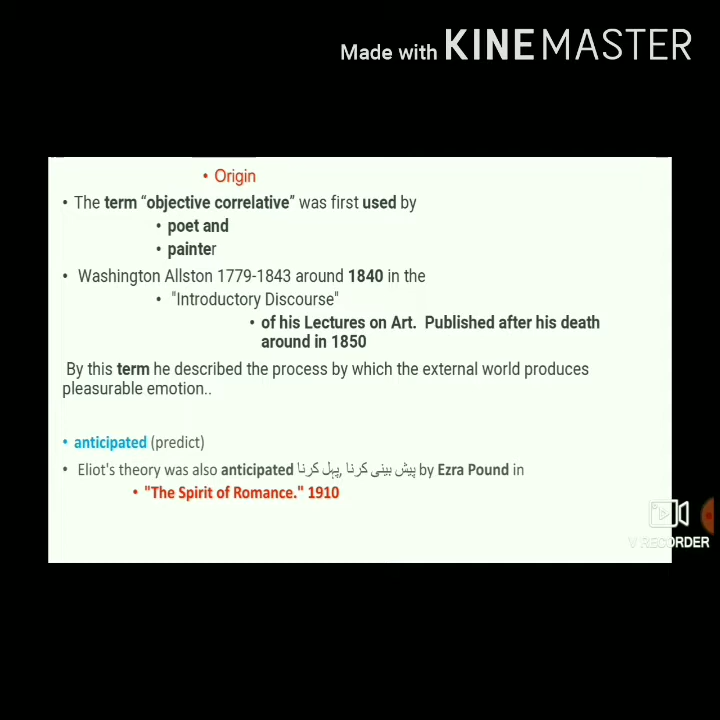 Made with KINEMASTER
• Origin
• The term “objective correlative” was first used by
• poet and
• painter
• Washington Allston 1779-1843 around 1840 in the
• "Introductory Discourse"
• of his Lectures on Art. Published after his death
around in 1850
By this term he described the process by which the external world produces
pleasurable emotion..
• anticipated (predict)
• Eliot's theory was also anticipated پیش بینی کرنا ,پہل کرنا by Ezra Pound in
• "The Spirit of Romance." 1910
V RECORDER